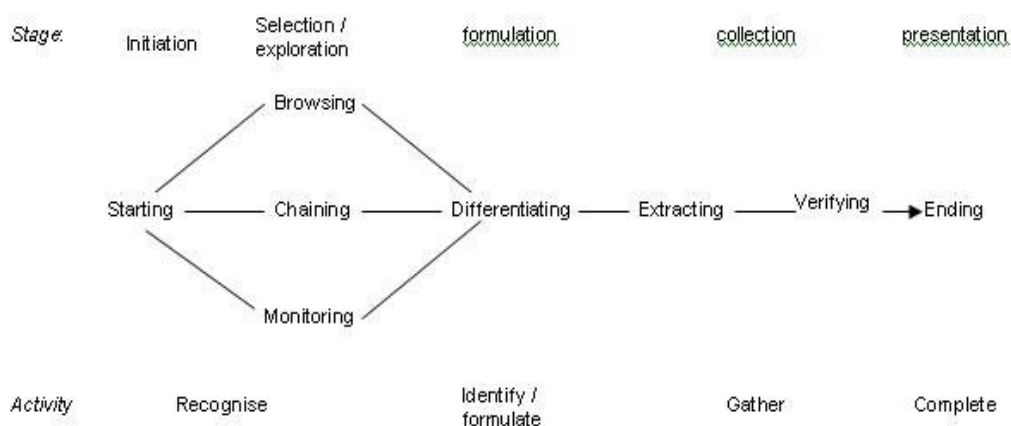 Stage: Initiation Selection / exploration formulation collection presentation
Browsing
Starting Chaining Differentiating Extracting Verifying Ending
Monitoring
Activity Recognise Identify / formulate Gather Complete